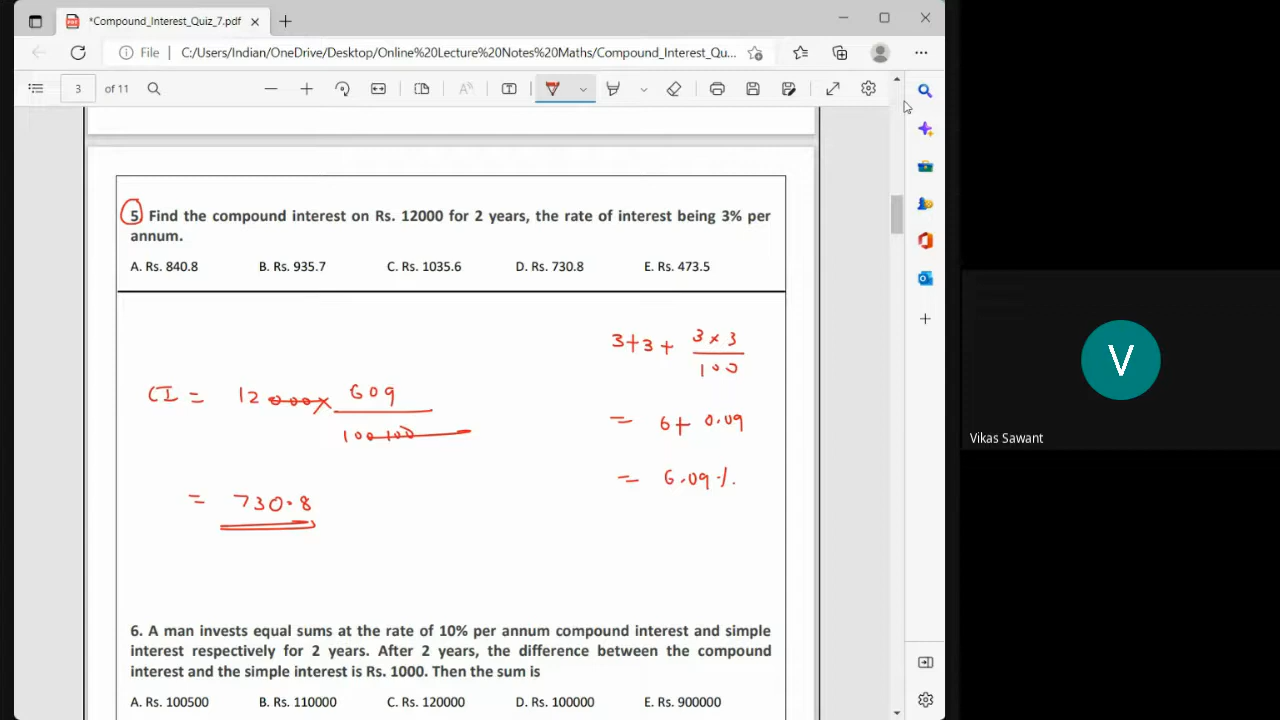 *Compound_Interest_Quiz_7.pdf
File C:/Users/Indian/OneDrive/Desktop/Online%20Lecture%20Notes%20Maths/Compound_Interest_Qu...
3 of 11
5. Find the compound interest on Rs. 12000 for 2 years, the rate of interest being 3% per
annum.
A. Rs. 840.8 B. Rs. 935.7 C. Rs. 1035.6 D. Rs. 730.8 E. Rs. 473.5
3+3+ 3×3
100
CI = 12000× 609
100 100
= 6+ 0.09
= 6.09%.
= 730.8
6. A man invests equal sums at the rate of 10% per annum compound interest and simple
interest respectively for 2 years. After 2 years, the difference between the compound
interest and the simple interest is Rs. 1000. Then the sum is
A. Rs. 100500 B. Rs. 110000 C. Rs. 120000 D. Rs. 100000 E. Rs. 900000
V
Vikas Sawant